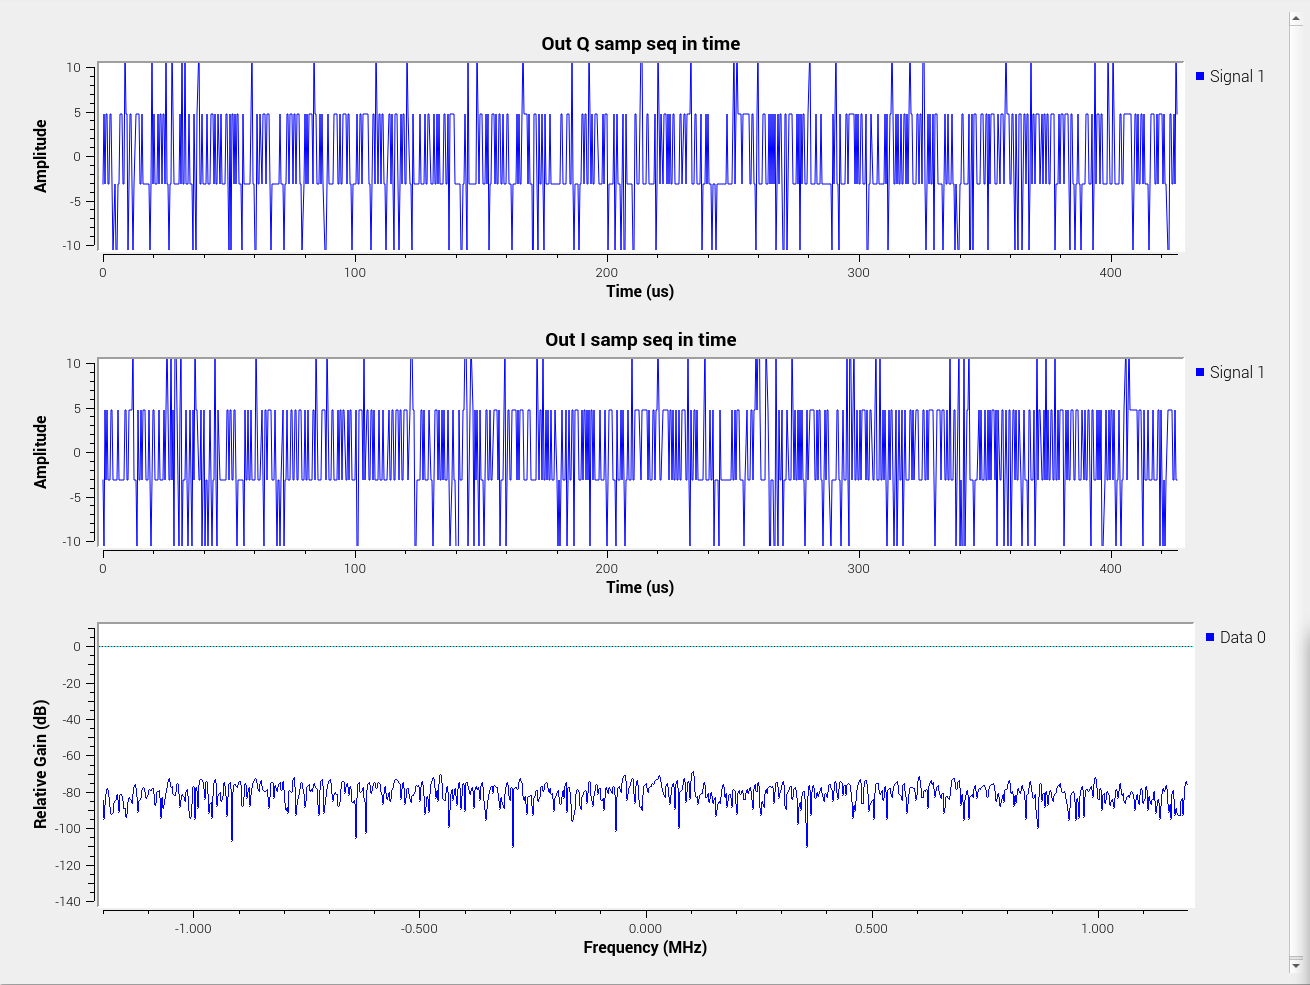 Out Q samp seq in time
Signal 1
Amplitude
10
5
0
-5
-10
0 100 200 300 400
Time (us)
Out I samp seq in time
Signal 1
Amplitude
10
5
0
-5
-10
0 100 200 300 400
Time (us)
Data 0
Relative Gain (dB)
0
-20
-40
-60
-80
-100
-120
-140
-1.000 -0.500 0.000 0.500 1.000
Frequency (MHz)